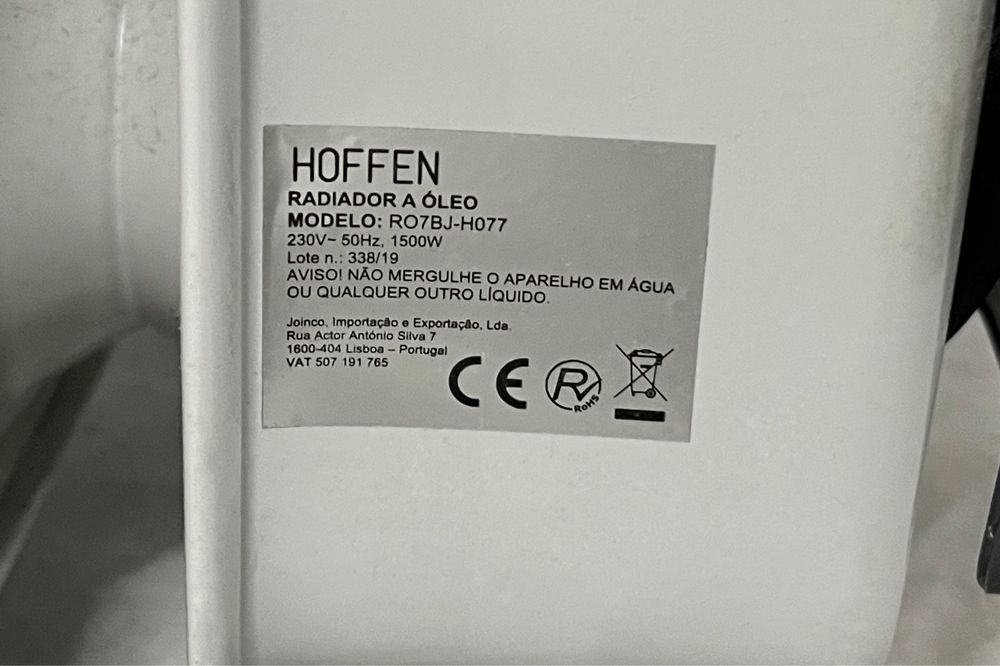 HOFFEN
RADIADOR A ÓLEO
MODELO: RO7BJ-H077
230V~ 50Hz, 1500W
Lote n.: 338/19
AVISO! NÃO MERGULHE O APARELHO EM ÁGUA
OU QUALQUER OUTRO LÍQUIDO.
Joinco, Importação e Exportação, Lda.
Rua Actor António Silva 7
1600-404 Lisboa – Portugal
VAT 507 191 765
CE
R
RoHS